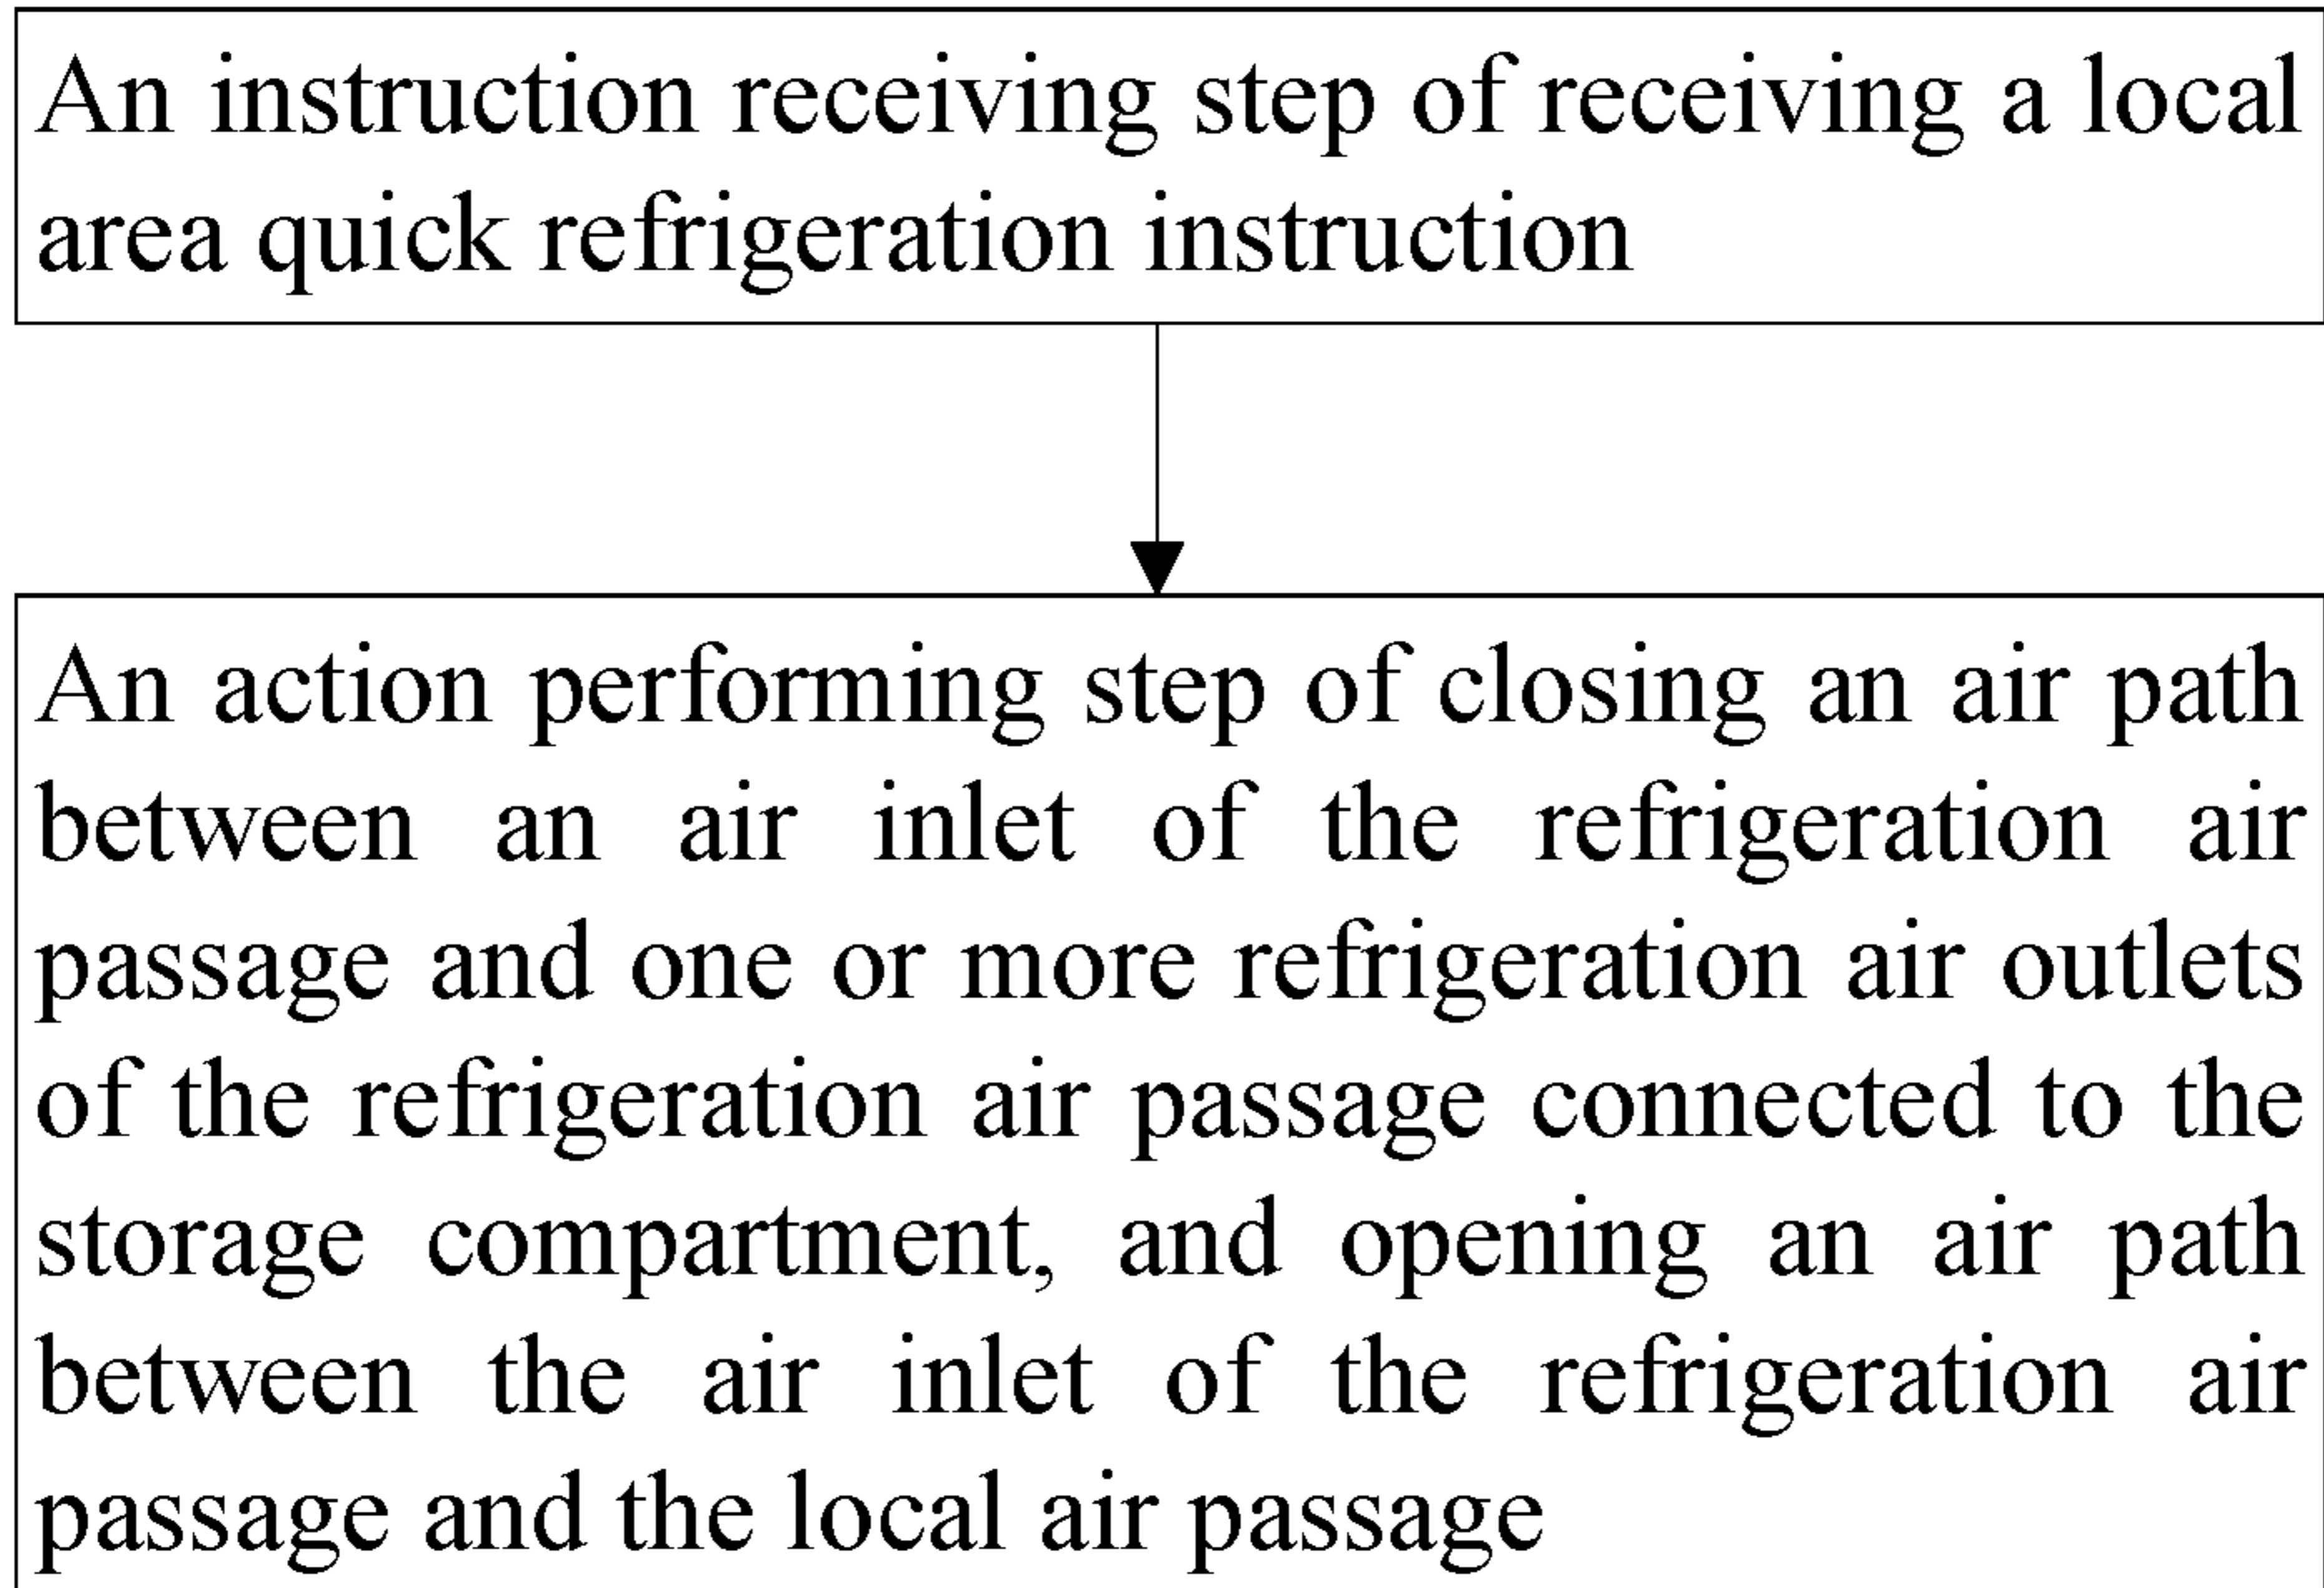 An instruction receiving step of receiving a local
area quick refrigeration instruction
An action performing step of closing an air path
between an air inlet of the refrigeration air
passage and one or more refrigeration air outlets
of the refrigeration air passage connected to the
storage compartment, and opening an air path
between the air inlet of the refrigeration air
passage and the local air passage